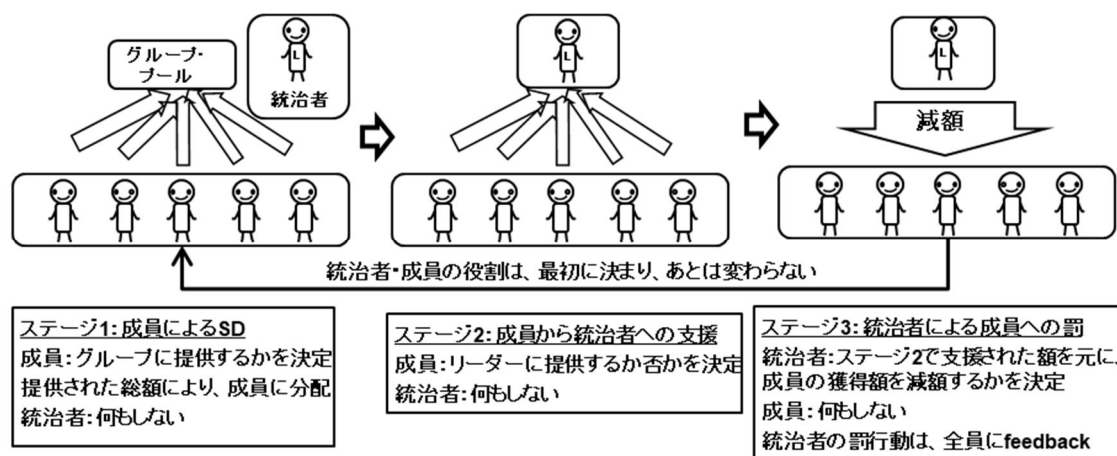 グループ・
プール
L
統治者
L
L
減額
統治者・成員の役割は、最初に決まり、あとは変わらない
ステージ1:成員によるSD
成員:グループに提供するかを決定
提供された総額により、成員に分配
統治者:何もしない
ステージ2:成員から統治者への支援
成員:リーダーに提供するか否かを決定
統治者:何もしない
ステージ3:統治者による成員への罰
統治者:ステージ2で支援された額を元に、
成員の獲得額を減額するかを決定
成員:何もしない
統治者の罰行動は、全員にfeedback